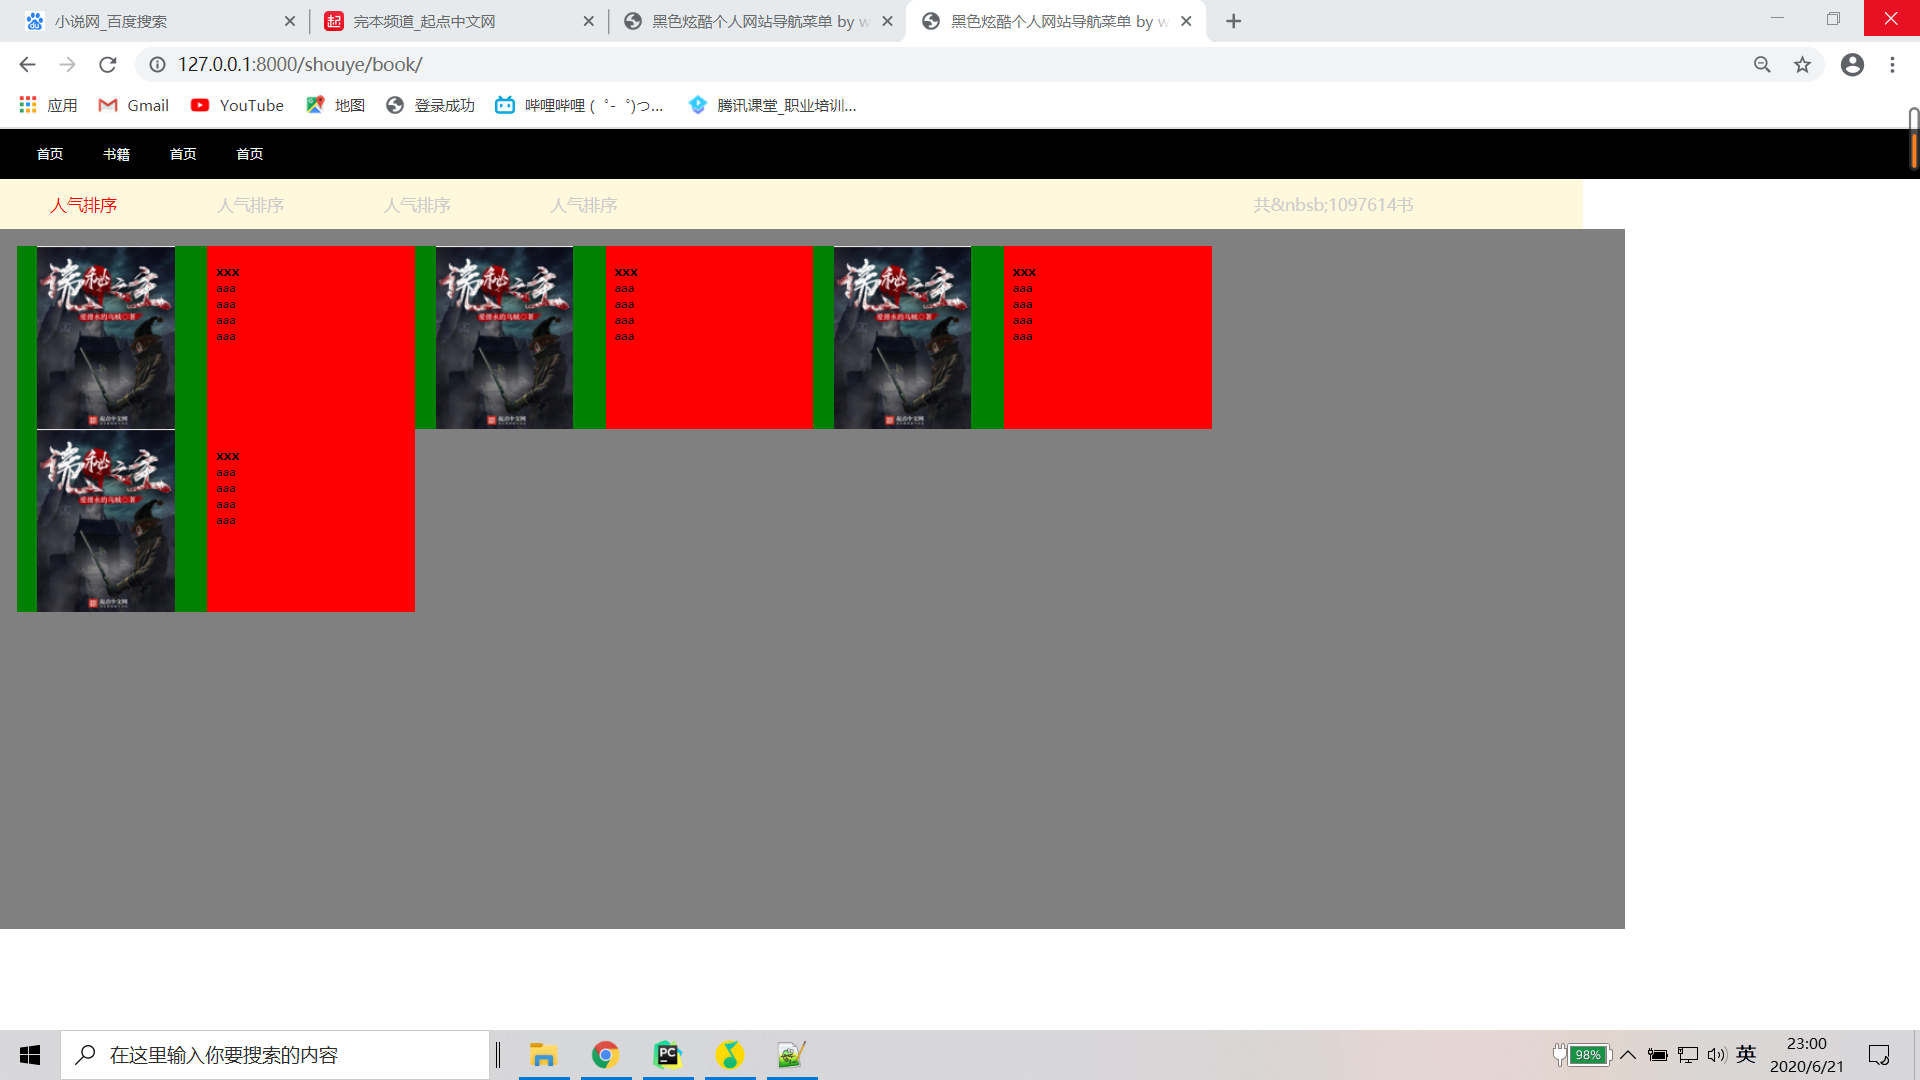 小说网_百度搜索
完本频道_起点中文网
黑色炫酷个人网站导航菜单 by w
黑色炫酷个人网站导航菜单 by w
127.0.0.1:8000/shouye/book/
应用 Gmail YouTube 地图 登录成功 哔哩哔哩 (゜-゜)つ... 腾讯课堂_职业培训...
首页 书籍 首页 首页
人气排序 人气排序 人气排序 人气排序 共&nbsb;1097614书
诡秘之主
爱潜水的乌贼◎著
起点中文网
xxx
aaa
aaa
aaa
aaa
诡秘之主
爱潜水的乌贼◎著
起点中文网
xxx
aaa
aaa
aaa
aaa
诡秘之主
爱潜水的乌贼◎著
起点中文网
xxx
aaa
aaa
aaa
aaa
诡秘之主
爱潜水的乌贼◎著
起点中文网
xxx
aaa
aaa
aaa
aaa
在这里输入你要搜索的内容
98%
英
23:00
2020/6/21